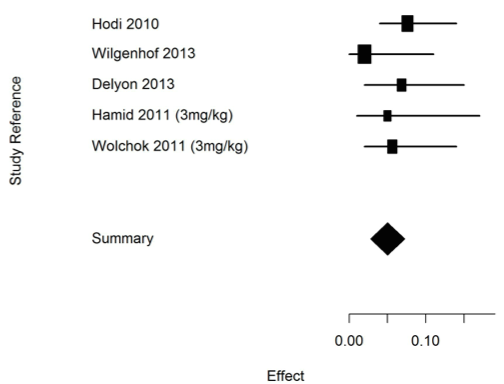 Study Reference
Hodi 2010
Wilgenhof 2013
Delyon 2013
Hamid 2011 (3mg/kg)
Wolchok 2011 (3mg/kg)
Summary
0.00 0.10
Effect